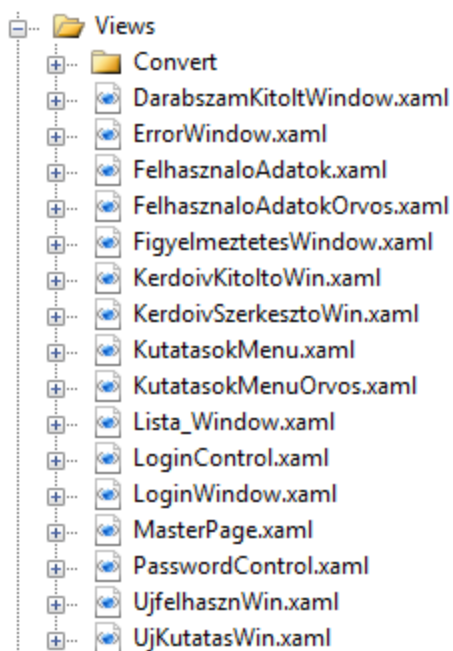 Views
Convert
DarabszamKitoltWindow.xaml
ErrorWindow.xaml
FelhasznaloAdatok.xaml
FelhasznaloAdatokOrvos.xaml
FigyelmeztetesWindow.xaml
KerdoivKitoltoWin.xaml
KerdoivSzerkesztoWin.xaml
KutatasokMenu.xaml
KutatasokMenuOrvos.xaml
Lista_Window.xaml
LoginControl.xaml
LoginWindow.xaml
MasterPage.xaml
PasswordControl.xaml
UjfelhasznWin.xaml
UjKutatasWin.xaml